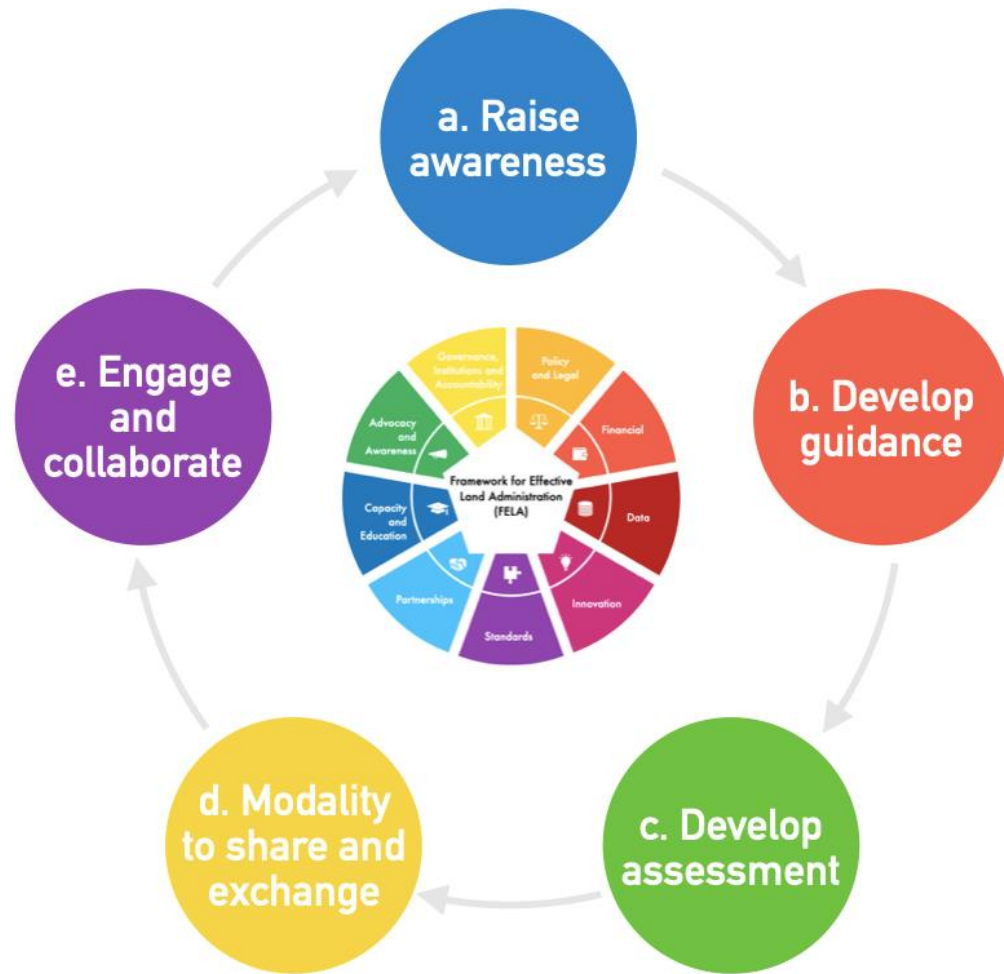 a. Raise
awareness
b. Develop
guidance
c. Develop
assessment
d. Modality
to share and
exchange
e. Engage
and
collaborate
Governance,
Institutions and
Accountability
Policy
and Legal
Financial
Data
Innovation
Standards
Partnerships
Capacity
and
Education
Advocacy
and
Awareness
Framework for Effective
Land Administration
(FELA)